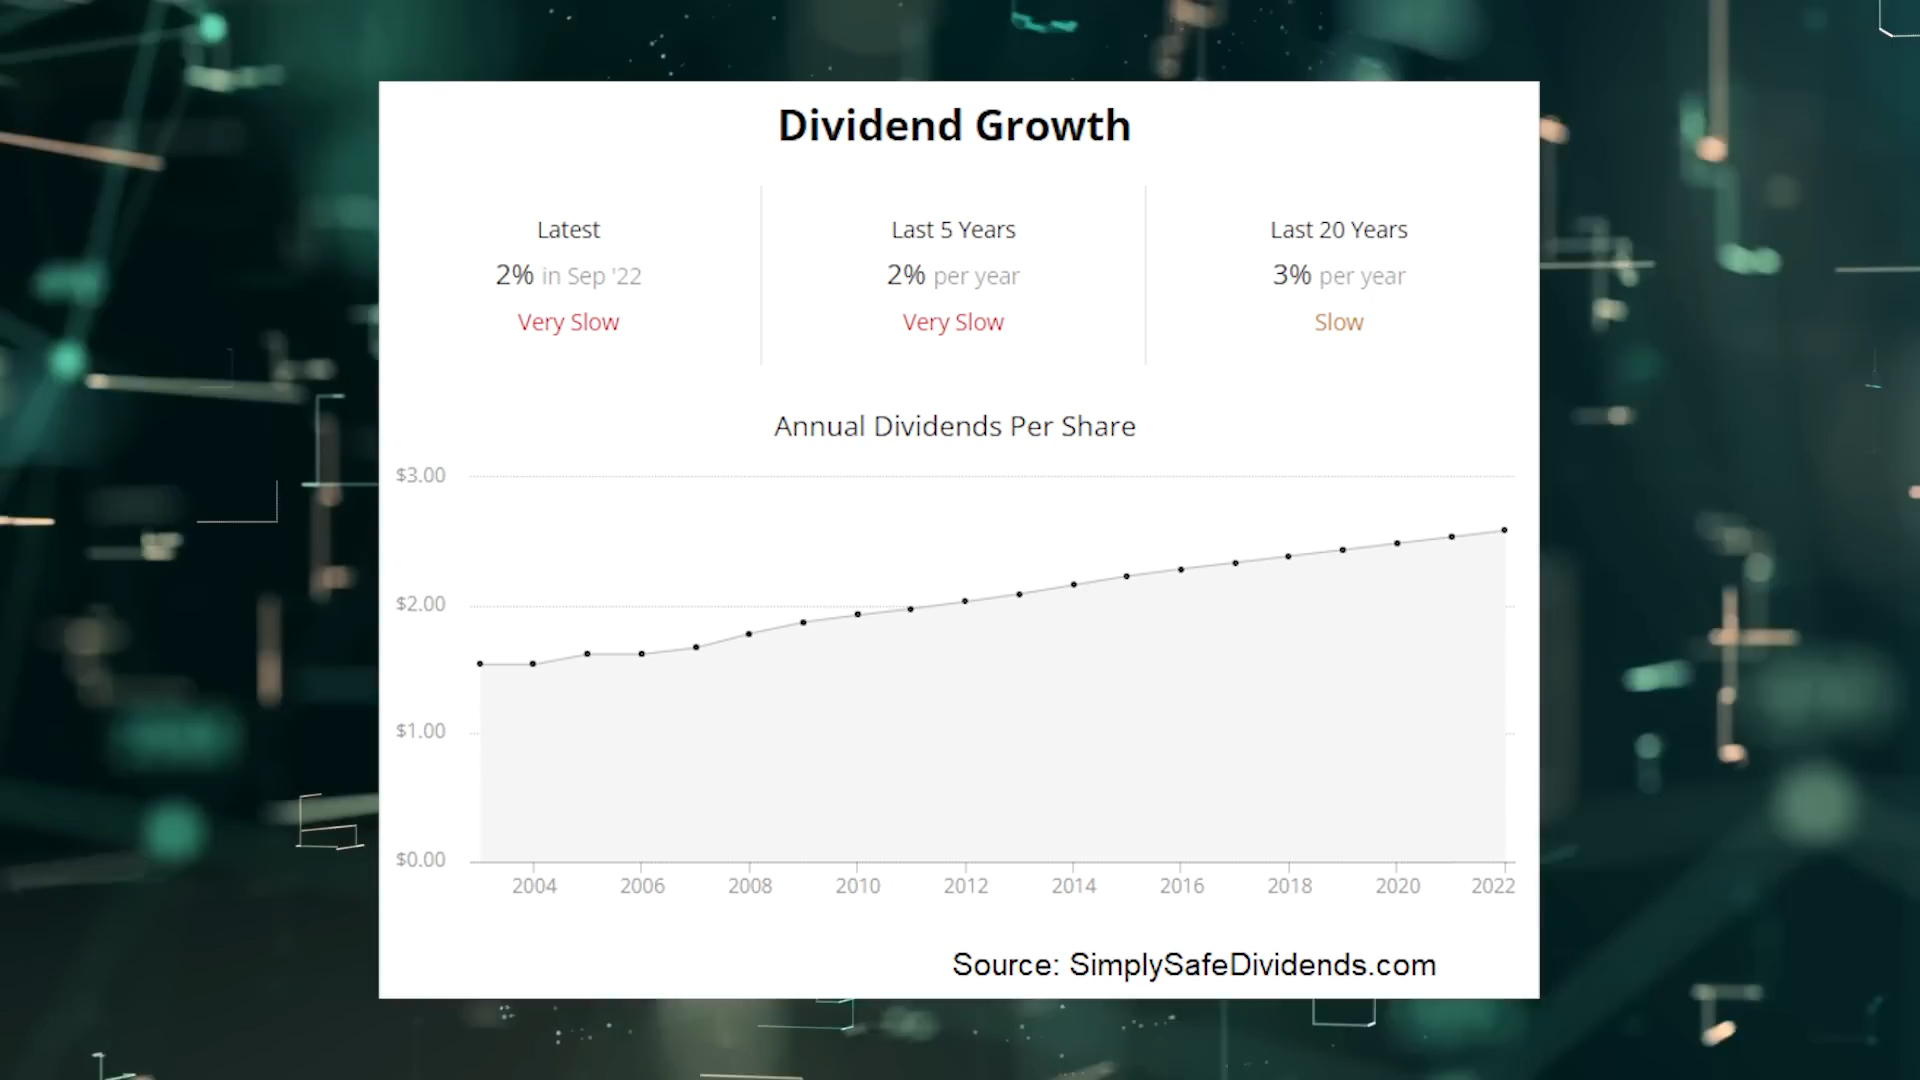 Dividend Growth
Latest
2% in Sep '22
Very Slow
Last 5 Years
2% per year
Very Slow
Last 20 Years
3% per year
Slow
Annual Dividends Per Share
$3.00
$2.00
$1.00
$0.00
2004 2006 2008 2010 2012 2014 2016 2018 2020 2022
Source: SimplySafeDividends.com